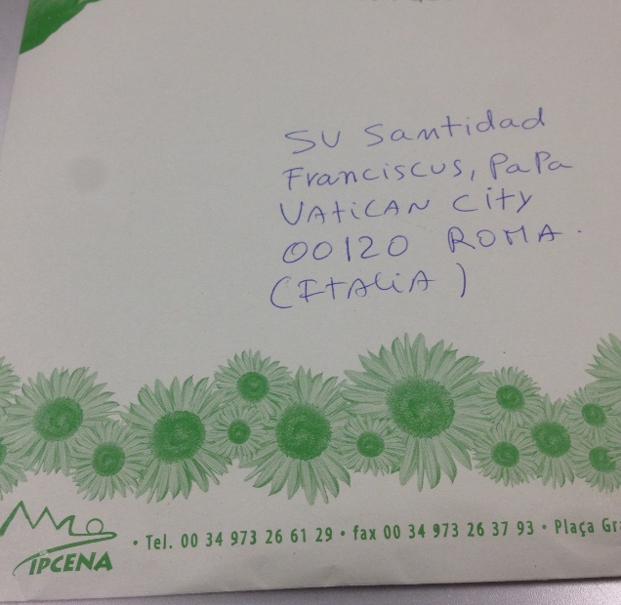 SU Santidad
Franciscus, PaPa
VATICAN City
00120 ROMA.
(ITALIA)
IPCENA
• Tel. 00 34 973 26 61 29 • fax 00 34 973 26 37 93 • Plaça